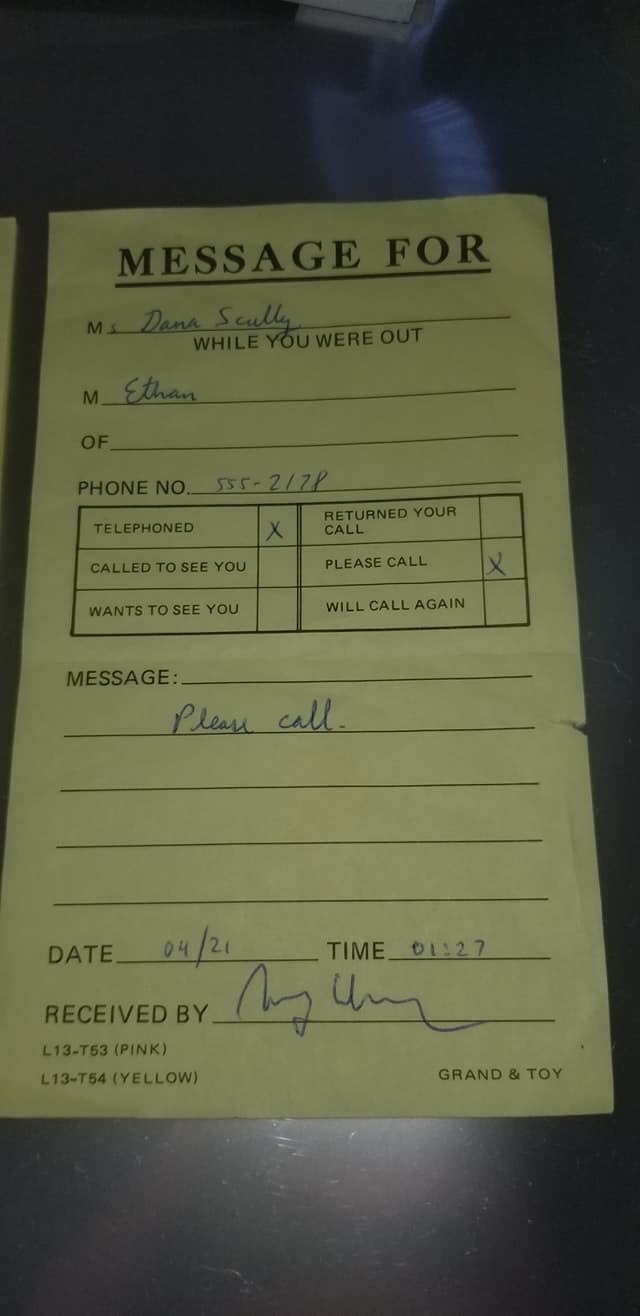 MESSAGE FOR
Ms Dana Scully
WHILE YOU WERE OUT
M Ethan
OF
PHONE NO. 555-2178
TELEPHONED X RETURNED YOUR CALL
CALLED TO SEE YOU PLEASE CALL X
WANTS TO SEE YOU WILL CALL AGAIN
MESSAGE:
Please call.
DATE 04/21 TIME 01:27
RECEIVED BY
L13-T53 (PINK)
L13-T54 (YELLOW) GRAND & TOY